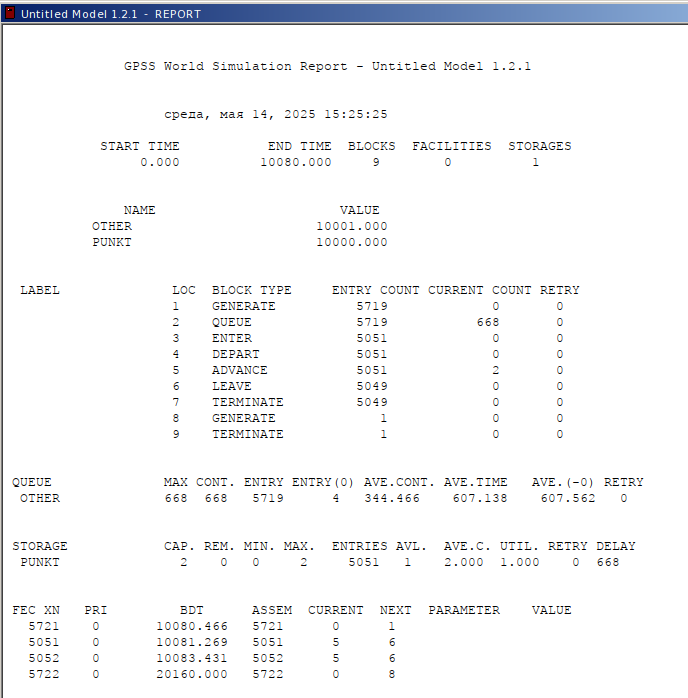 Untitled Model 1.2.1 - REPORT
GPSS World Simulation Report - Untitled Model 1.2.1
среда, мая 14, 2025 15:25:25
START TIME END TIME BLOCKS FACILITIES STORAGES
0.000 10080.000 9 0 1
NAME VALUE
OTHER 10001.000
PUNKT 10000.000
LABEL LOC BLOCK TYPE ENTRY COUNT CURRENT COUNT RETRY
1 GENERATE 5719 0 0
2 QUEUE 5719 668 0
3 ENTER 5051 0 0
4 DEPART 5051 0 0
5 ADVANCE 5051 2 0
6 LEAVE 5049 0 0
7 TERMINATE 5049 0 0
8 GENERATE 1 0 0
9 TERMINATE 1 0 0
QUEUE MAX CONT. ENTRY ENTRY(0) AVE.CONT. AVE.TIME AVE.(-0) RETRY
OTHER 668 668 5719 4 344.466 607.138 607.562 0
STORAGE CAP. REM. MIN. MAX. ENTRIES AVL. AVE.C. UTIL. RETRY DELAY
PUNKT 2 0 0 2 5051 1 2.000 1.000 0 668
FEC XN PRI BDT ASSEM CURRENT NEXT PARAMETER VALUE
5721 0 10080.466 5721 0 1
5051 0 10081.269 5051 5 6
5052 0 10083.431 5052 5 6
5722 0 20160.000 5722 0 8